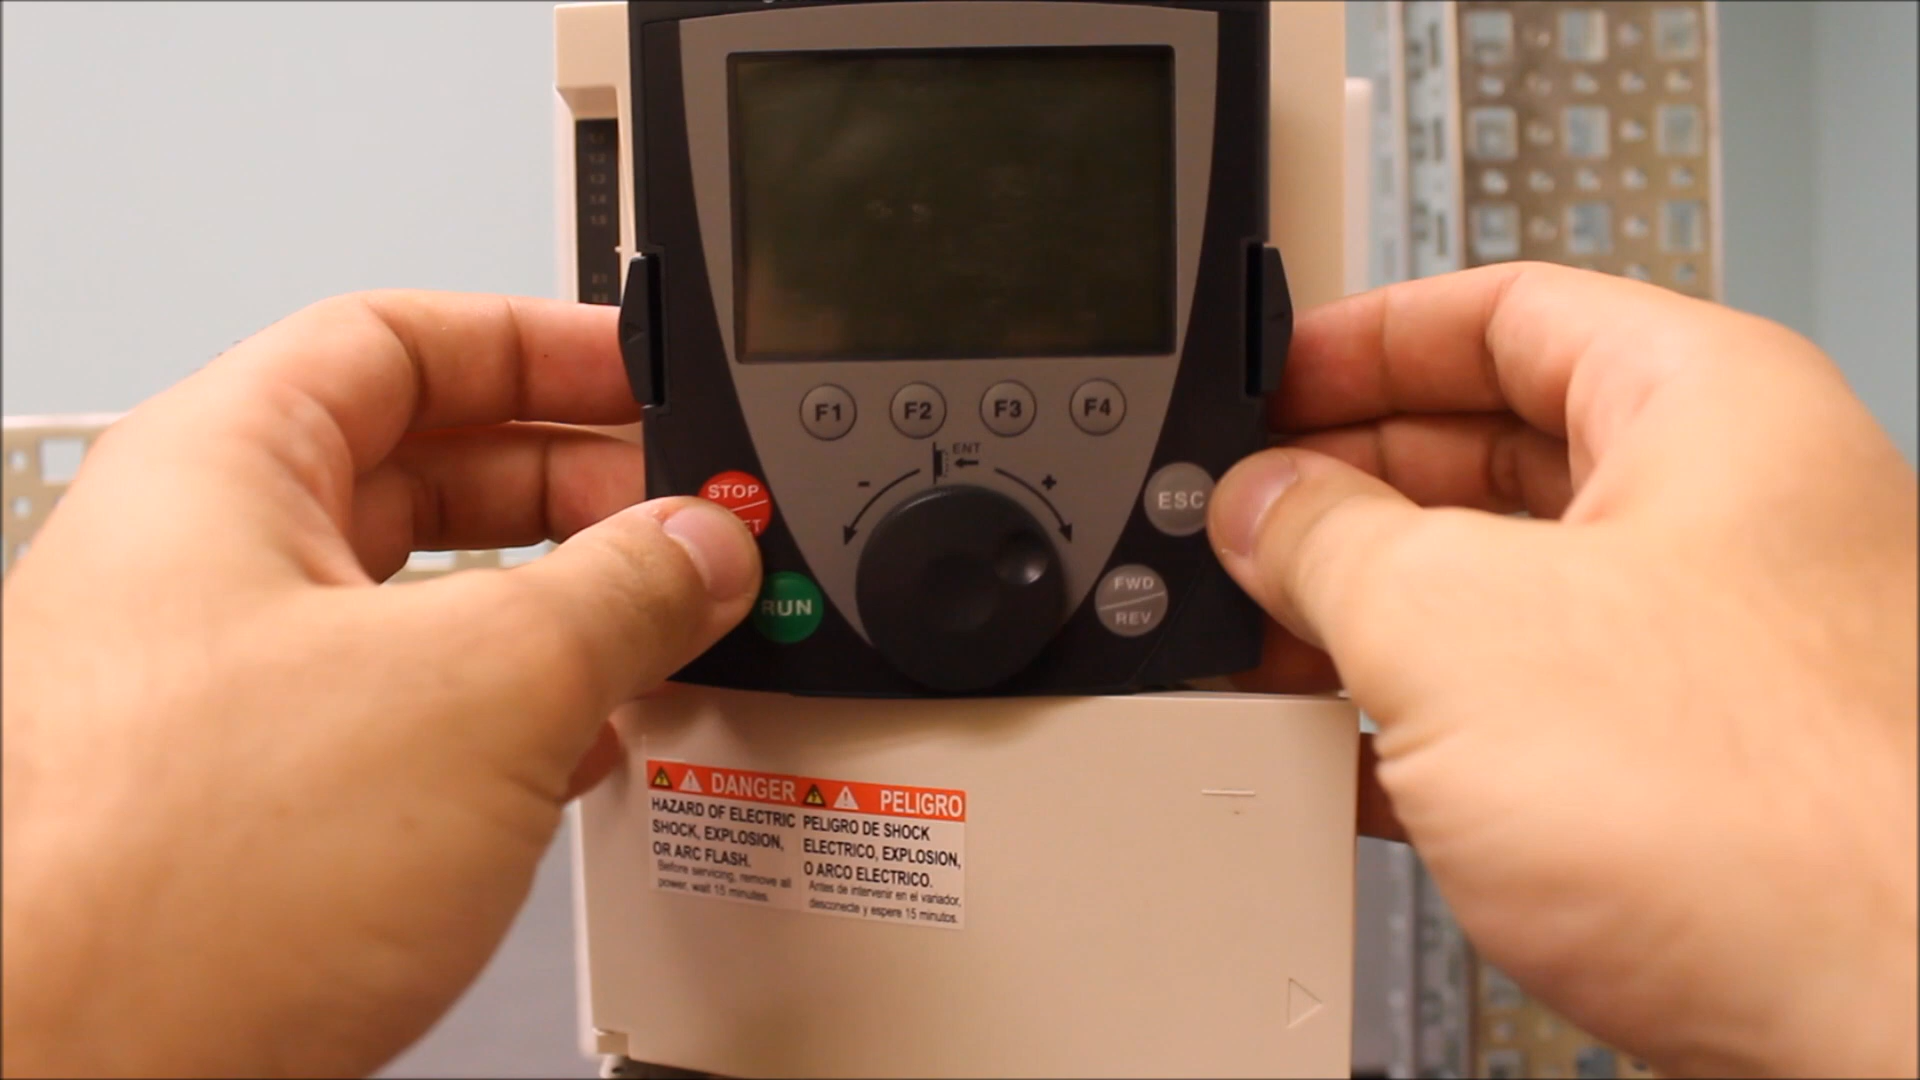 F1 F2 F3 F4
ENT
- +
STOP
ESC
RUN
FWD
REV
DANGER
HAZARD OF ELECTRIC
SHOCK, EXPLOSION,
OR ARC FLASH.
Before servicing, remove all
power, wait 15 minutes.
PELIGRO
PELIGRO DE SHOCK
ELECTRICO, EXPLOSION,
O ARCO ELECTRICO.
Antes de intervenir en el variador,
desconecte y espere 15 minutos.